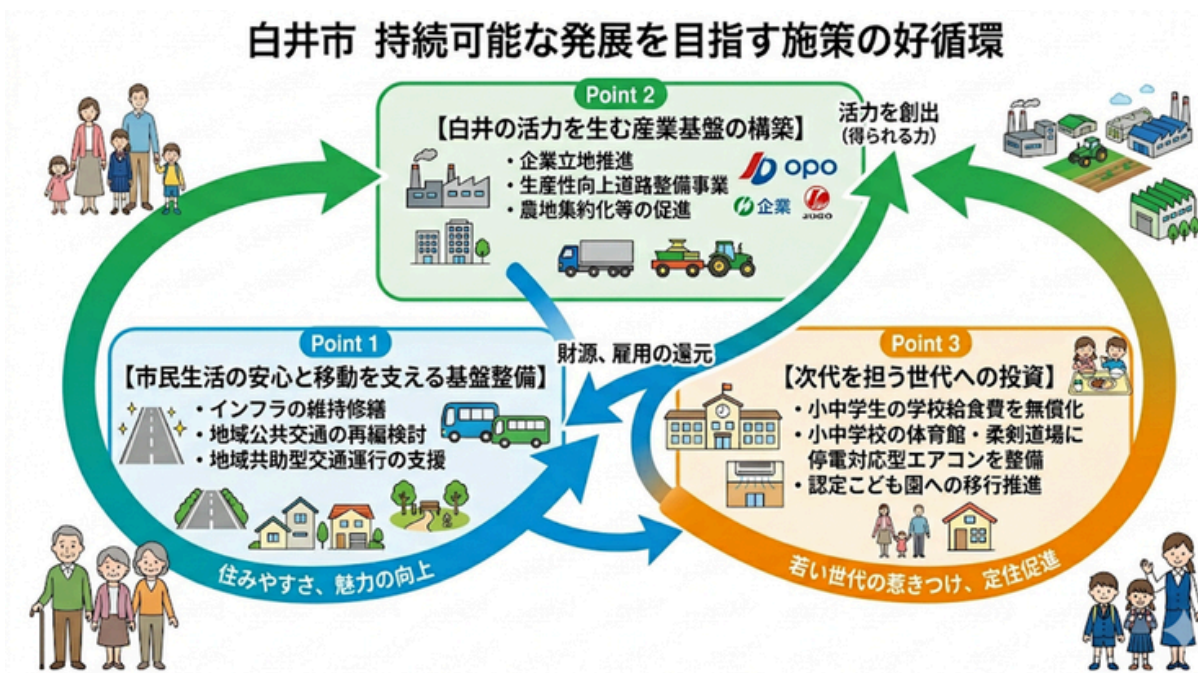 白井市 持続可能な発展を目指す施策の好循環
Point 2
【白井の活力を生む産業基盤の構築】
・企業立地推進
・生産性向上道路整備事業
・農地集約化等の促進
opo
企業
JUGO
活力を創出
(得られる力)
Point 1
【市民生活の安心と移動を支える基盤整備】
・インフラの維持修繕
・地域公共交通の再編検討
・地域共助型交通運行の支援
住みやすさ、魅力の向上
財源、雇用の還元
Point 3
【次代を担う世代への投資】
・小中学生の学校給食費を無償化
・小中学校の体育館・柔剣道場に
停電対応型エアコンを整備
・認定こども園への移行推進
若い世代の惹きつけ、定住促進